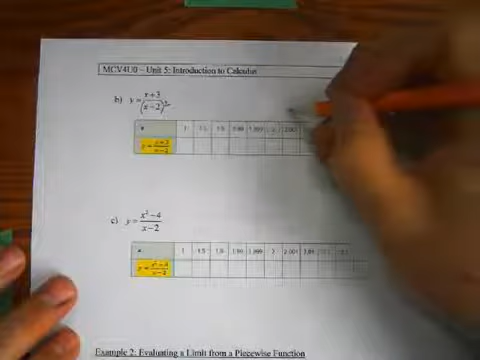 MCV4U0 – Unit 5: Introduction to Calculus
b) y = x+3 / (x−2)²
x 1 1.5 1.9 1.99 1.999 2 2.001
y = x+3 / x−2
c) y = x²−4 / x−2
x 1 1.5 1.9 1.99 1.999 2 2.001
y = x²−4 / x−2
Example 2: Evaluating a Limit from a Piecewise Function